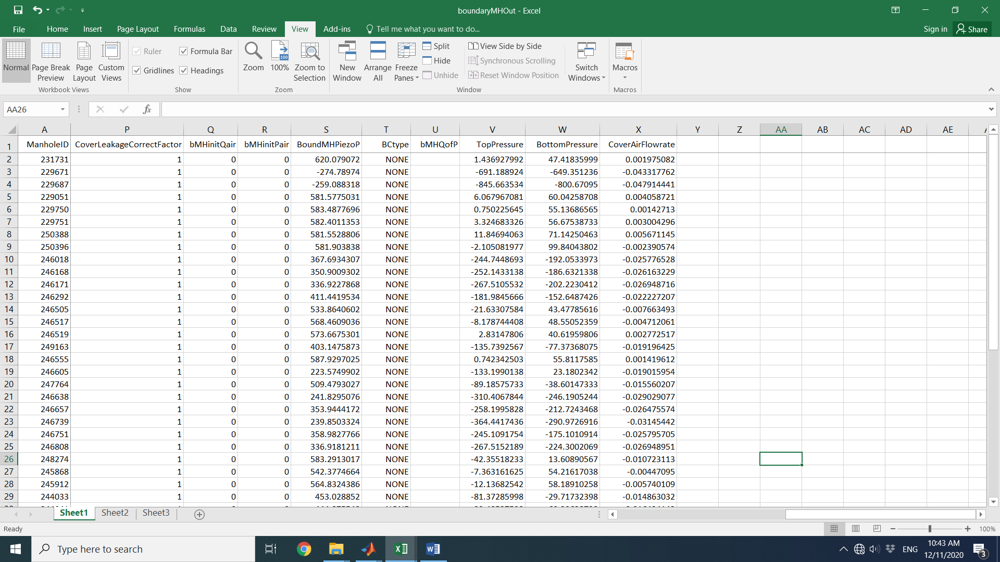 boundaryMHOut - Excel
File Home Insert Page Layout Formulas Data Review View Add-ins Tell me what you want to do... Sign in Share
Normal Page Break Preview Page Layout Custom Views
Workbook Views
Ruler Formula Bar
Gridlines Headings
Show
Zoom 100% Zoom to Selection
100
Zoom
New Window Arrange All Freeze Panes
Split
Hide
Unhide
View Side by Side
Synchronous Scrolling
Reset Window Position
Window
Switch Windows
Macros
Macros
AA26 fx
A P Q R S T U V W X Y Z AA AB AC AD AE
1 ManholeID CoverLeakageCorrectFactor bMHinitQair bMHinitPair BoundMHPiezoP BCtype bMHQofP TopPressure BottomPressure CoverAirFlowrate
2 231731 1 0 0 620.079072 NONE 1.436927992 47.41835999 0.001975082
3 229671 1 0 0 -274.78974 NONE -691.188924 -649.351236 -0.043317762
4 229687 1 0 0 -259.088318 NONE -845.663534 -800.67095 -0.047914441
5 229051 1 0 0 581.5775031 NONE 6.067967081 60.04258708 0.004058721
6 229750 1 0 0 583.4877696 NONE 0.750225645 55.13686565 0.00142713
7 229751 1 0 0 582.4011353 NONE 3.324683326 56.67538733 0.003004296
8 250388 1 0 0 581.5528806 NONE 11.84694063 71.14250463 0.005671145
9 250396 1 0 0 581.903838 NONE -2.105081977 99.84043802 -0.002390574
10 246018 1 0 0 367.6934307 NONE -244.7448693 -192.0533973 -0.025776528
11 246168 1 0 0 350.9009302 NONE -252.1433138 -186.6321338 -0.026163229
12 246171 1 0 0 336.9227868 NONE -267.5105532 -202.2230412 -0.026948716
13 246292 1 0 0 411.4419534 NONE -181.9845666 -152.6487426 -0.022227207
14 246505 1 0 0 533.8640602 NONE -21.63307584 43.47785616 -0.007663493
15 246517 1 0 0 568.4609036 NONE -8.178744408 48.55052359 -0.004712061
16 246519 1 0 0 573.6675301 NONE 2.83147806 40.61959806 0.002772517
17 249163 1 0 0 403.1475873 NONE -135.7392567 -77.37368075 -0.019196425
18 246555 1 0 0 587.9297025 NONE 0.742342503 55.8117585 0.001419612
19 246605 1 0 0 223.5749902 NONE -133.1990138 23.1802342 -0.019015954
20 247764 1 0 0 509.4793027 NONE -89.18575733 -38.60147333 -0.015560207
21 246638 1 0 0 241.8295076 NONE -310.4067844 -246.1905244 -0.029029077
22 246657 1 0 0 353.9444172 NONE -258.1995828 -212.7243468 -0.026475574
23 246739 1 0 0 239.8503324 NONE -364.4417436 -290.9726916 -0.03145442
24 246751 1 0 0 358.9827766 NONE -245.1091754 -175.1010914 -0.025795705
25 246808 1 0 0 336.9181211 NONE -267.5152189 -224.3002069 -0.026948951
26 248274 1 0 0 583.2913017 NONE -42.35518233 13.60890567 -0.010723113
27 245868 1 0 0 542.3774664 NONE -7.363161625 54.21617038 -0.00447095
28 245912 1 0 0 564.8324386 NONE -12.13682542 58.18910258 -0.005740109
29 244033 1 0 0 453.028852 NONE -81.37285998 -29.71732398 -0.014863032
Sheet1 Sheet2 Sheet3
Ready 100%
Type here to search ENG 10:43 AM
12/11/2020 3